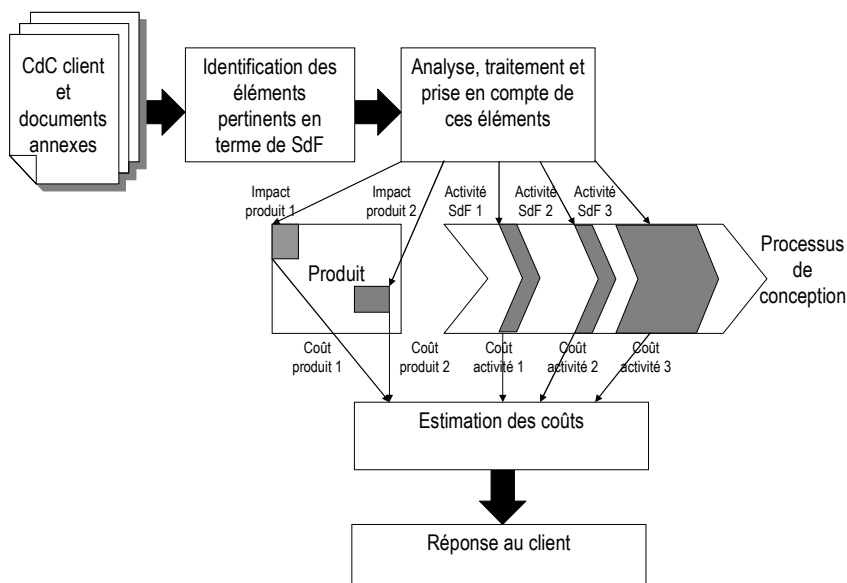 CdC client
et
documents
annexes
Identification des
éléments
pertinents en
terme de SdF
Analyse, traitement et
prise en compte de
ces éléments
Impact
produit 1
Impact
produit 2
Activité
SdF 1
Activité
SdF 2
Activité
SdF 3
Produit
Processus
de
conception
Coût
produit 1
Coût
produit 2
Coût
activité 1
Coût
activité 2
Coût
activité 3
Estimation des coûts
Réponse au client